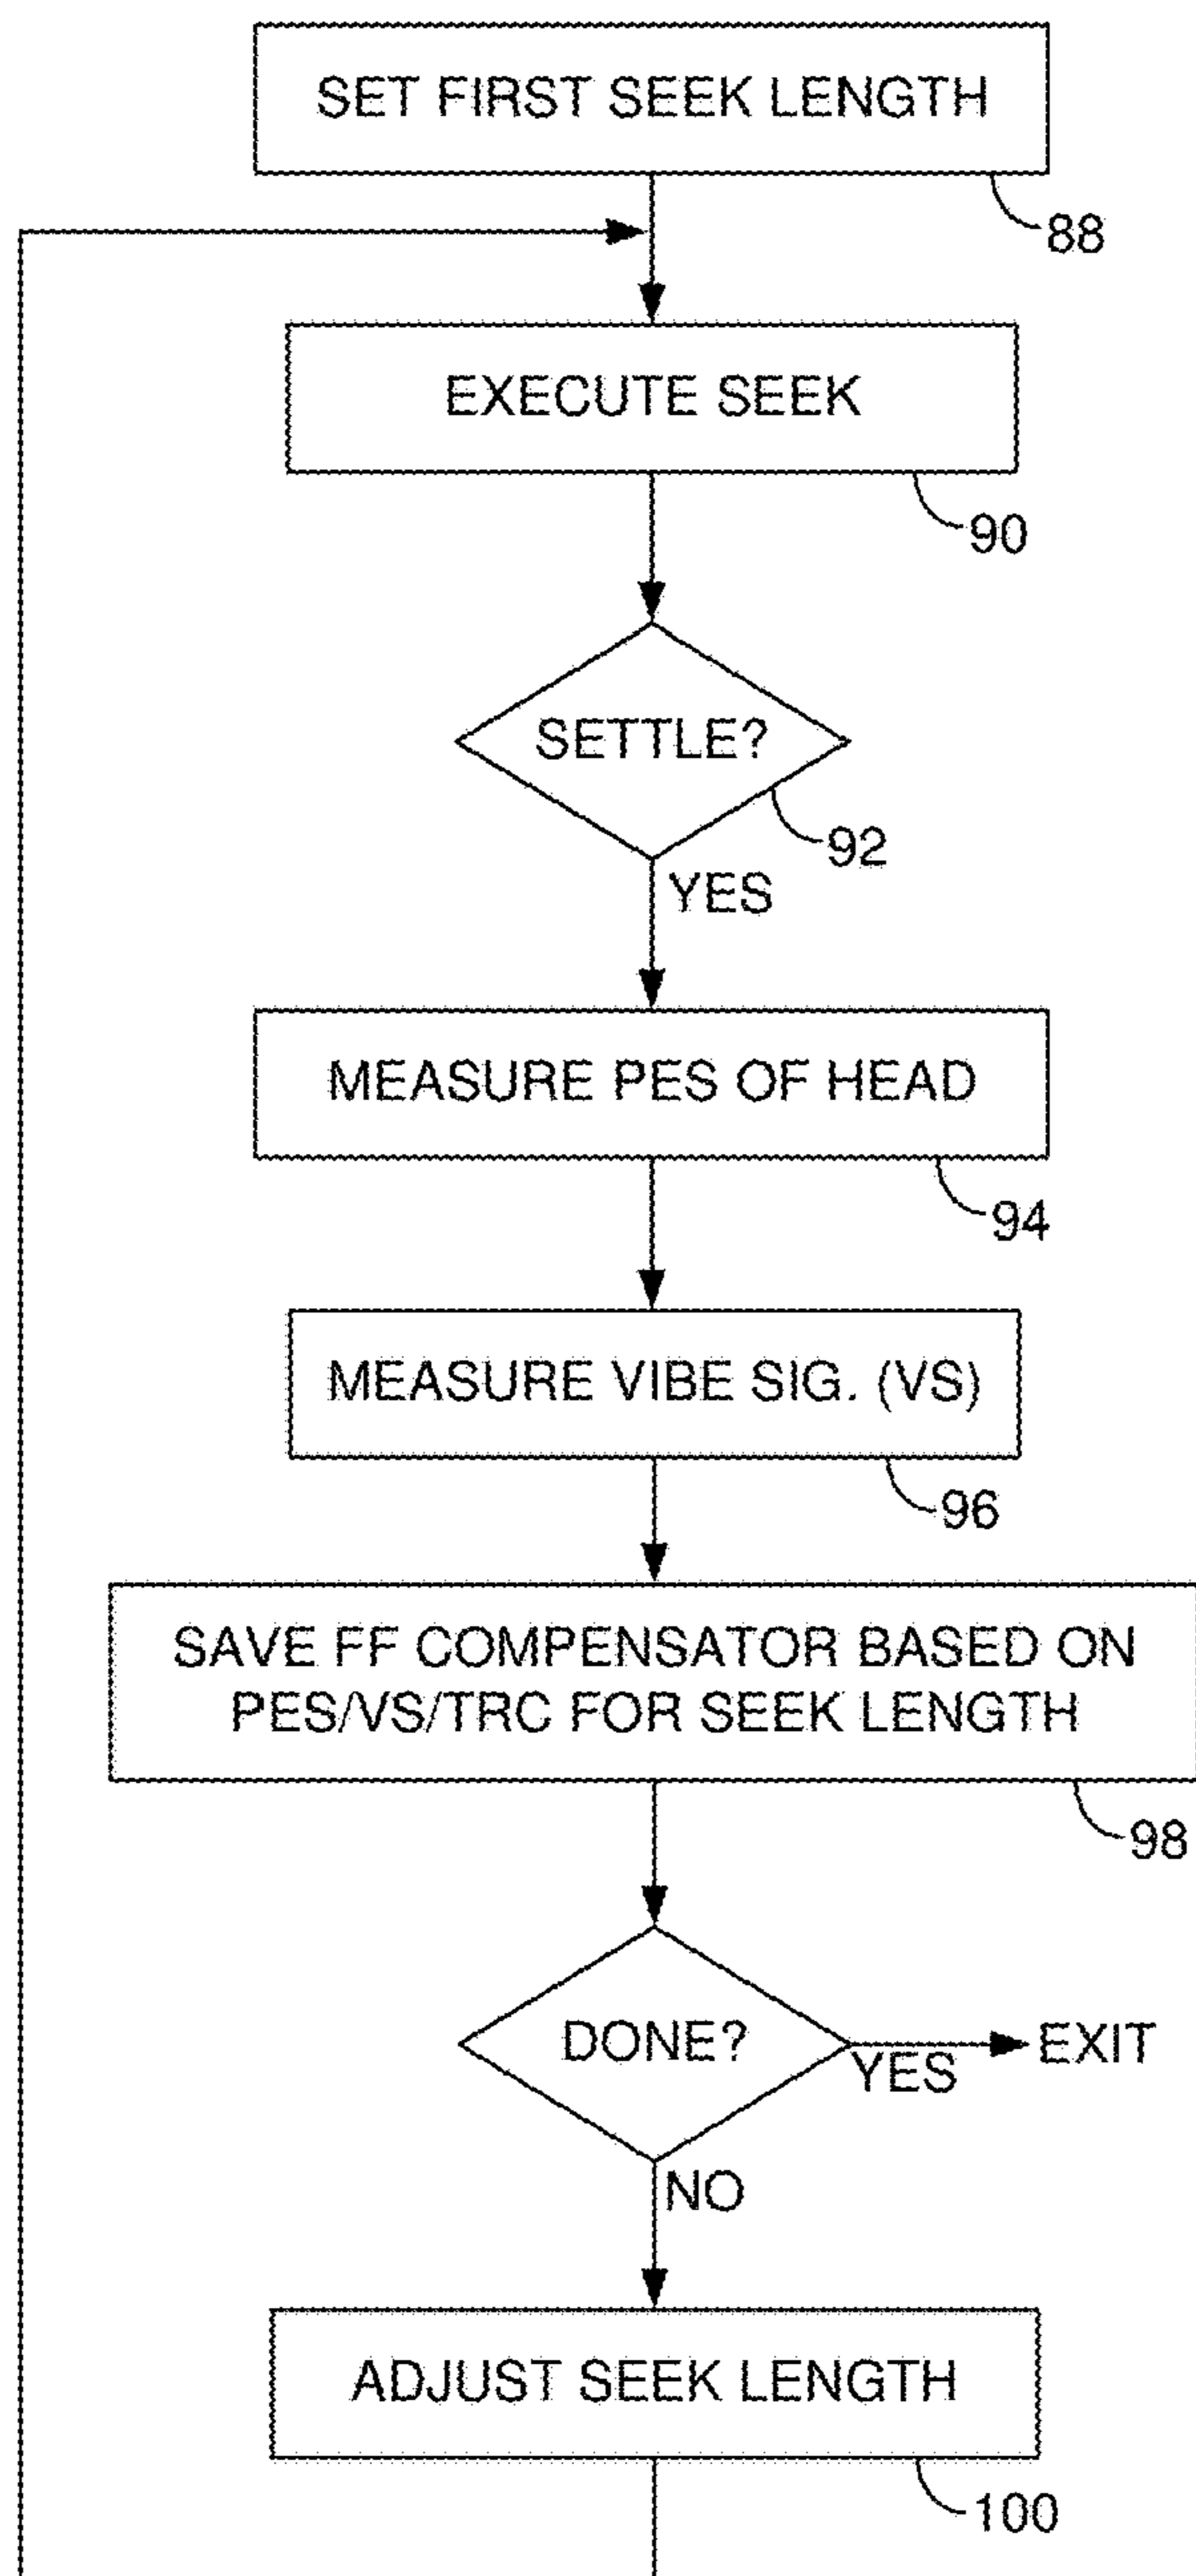 SET FIRST SEEK LENGTH
88
EXECUTE SEEK
90
SETTLE?
92
YES
MEASURE PES OF HEAD
94
MEASURE VIBE SIG. (VS)
96
SAVE FF COMPENSATOR BASED ON
PES/VS/TRC FOR SEEK LENGTH
98
DONE?
YES
EXIT
NO
ADJUST SEEK LENGTH
100